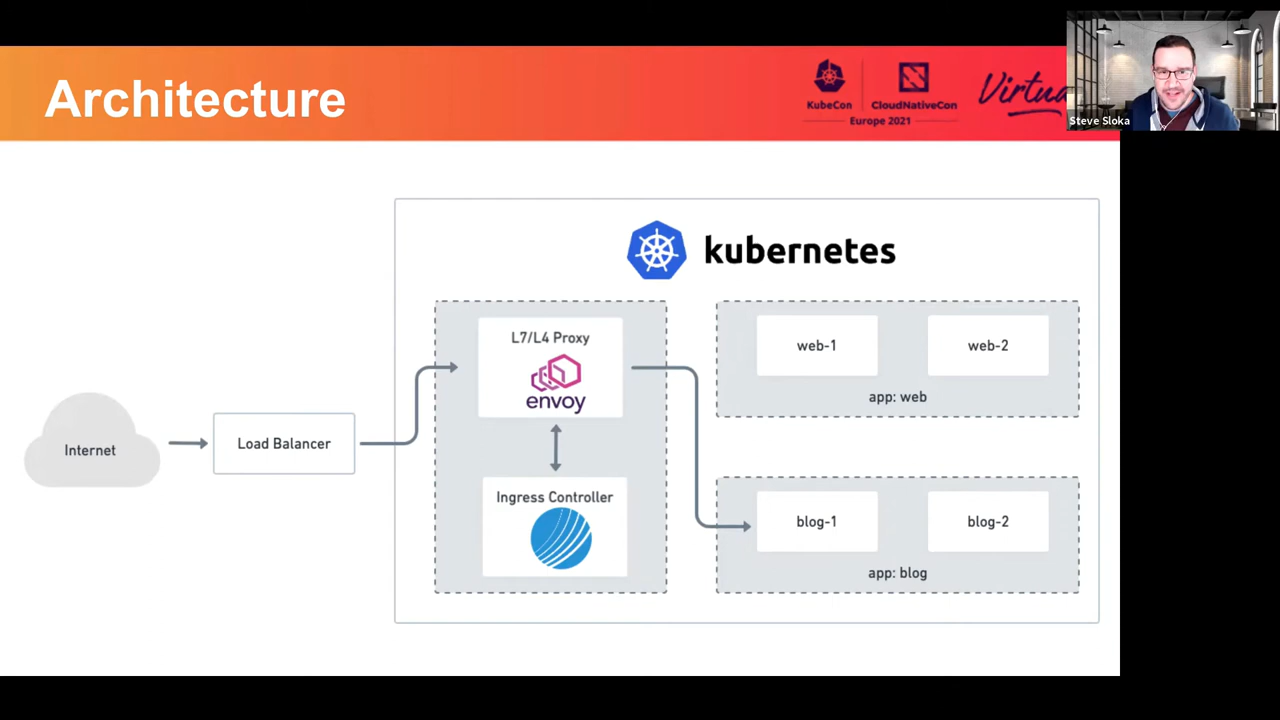 Architecture
KubeCon
CloudNativeCon
Europe 2021
Virtua
Steve Sloka
kubernetes
L7/L4 Proxy
envoy
Ingress Controller
Internet
Load Balancer
web-1
web-2
app: web
blog-1
blog-2
app: blog